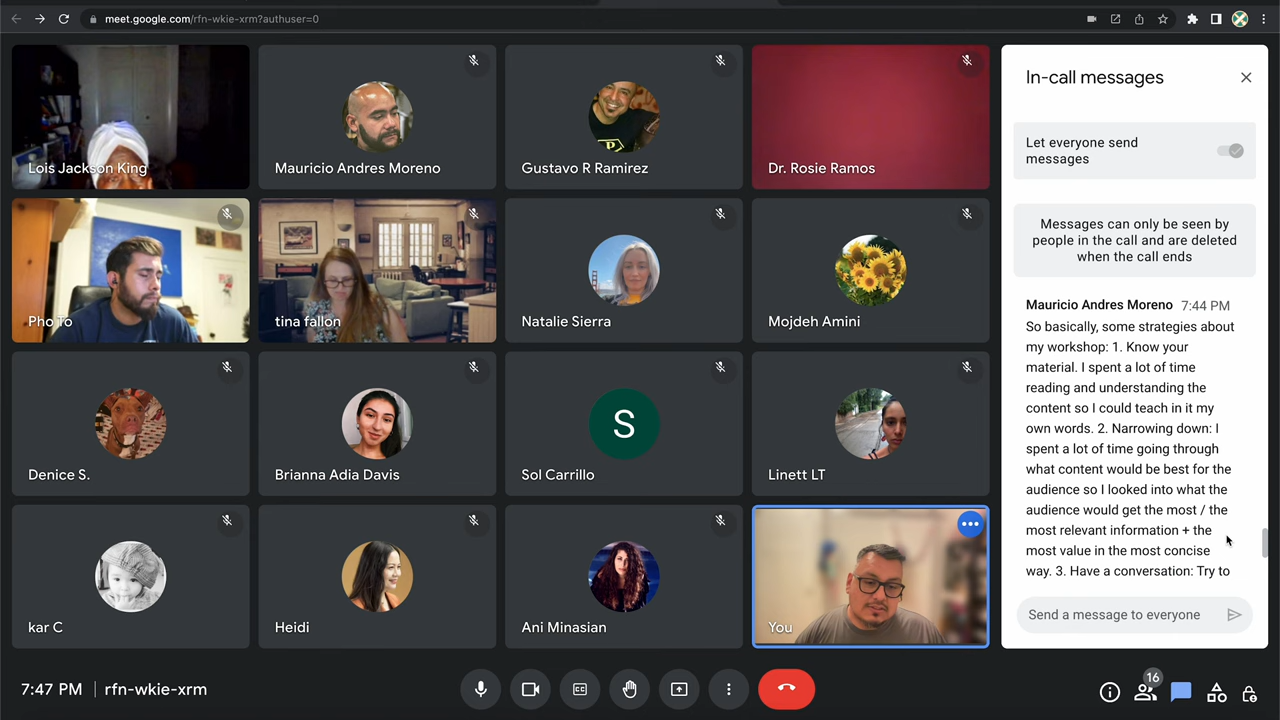 meet.google.com/rfn-wkie-xrm?authuser=0
Lois Jackson King
Mauricio Andres Moreno
Gustavo R Ramirez
Dr. Rosie Ramos
Pho To
tina fallon
Natalie Sierra
Mojdeh Amini
Denice S.
Brianna Adia Davis
S
Sol Carrillo
Linett LT
kar C
Heidi
Ani Minasian
You
In-call messages
Let everyone send
messages
Messages can only be seen by
people in the call and are deleted
when the call ends
Mauricio Andres Moreno 7:44 PM
So basically, some strategies about
my workshop: 1. Know your
material. I spent a lot of time
reading and understanding the
content so I could teach in it my
own words. 2. Narrowing down: I
spent a lot of time going through
what content would be best for the
audience so I looked into what the
audience would get the most / the
most relevant information + the
most value in the most concise
way. 3. Have a conversation: Try to
Send a message to everyone
7:47 PM | rfn-wkie-xrm
CC
16